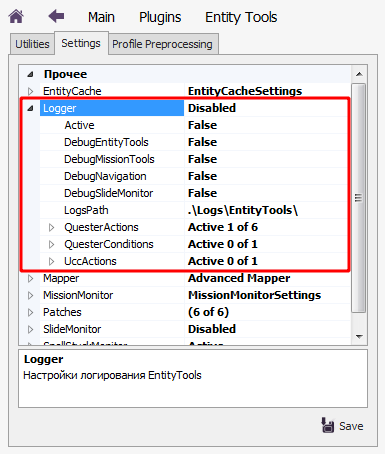 Main Plugins Entity Tools
Utilities Settings Profile Preprocessing
Прочее
EntityCache EntityCacheSettings
Logger Disabled
Active False
DebugEntityTools False
DebugMissionTools False
DebugNavigation False
DebugSlideMonitor False
LogsPath .\Logs\EntityTools\
QuesterActions Active 1 of 6
QuesterConditions Active 0 of 1
UccActions Active 0 of 1
Mapper Advanced Mapper
MissionMonitor MissionMonitorSettings
Patches (6 of 6)
SlideMonitor Disabled
SpellStuckMonitor Active
Logger
Настройки логирования EntityTools
Save